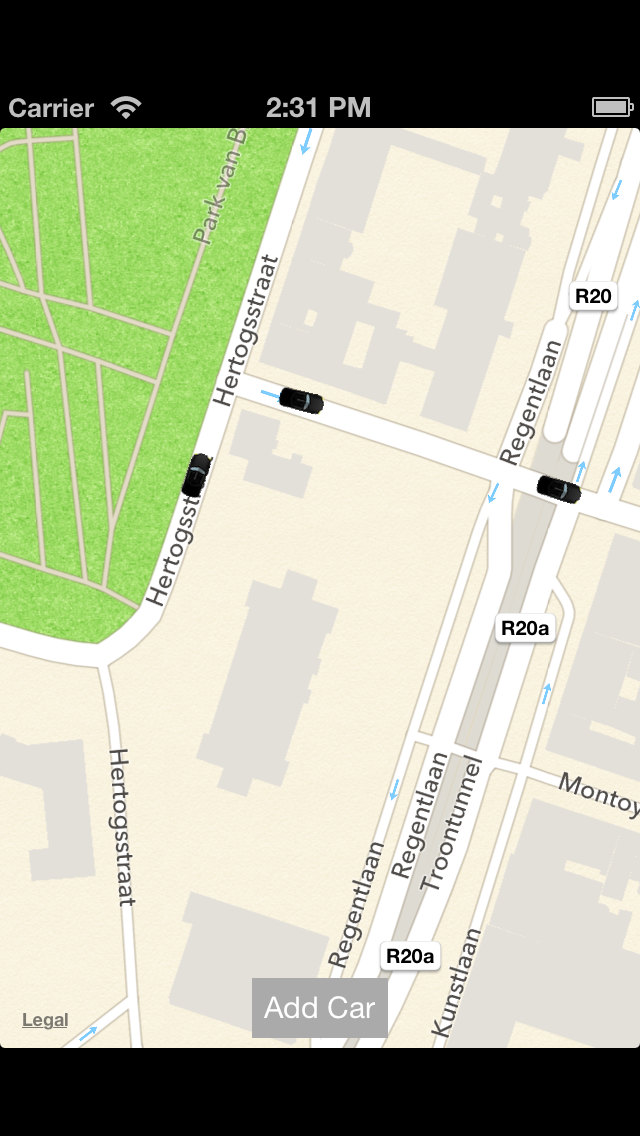 Carrier 2:31 PM
Park van B
Hertogsstraat
R20
Regentlaan
Hertogsstr
R20a
Hertogsstraat
Regentlaan
Troontunnel
Montoy
Regentlaan
R20a
Kunstlaan
Add Car
Legal